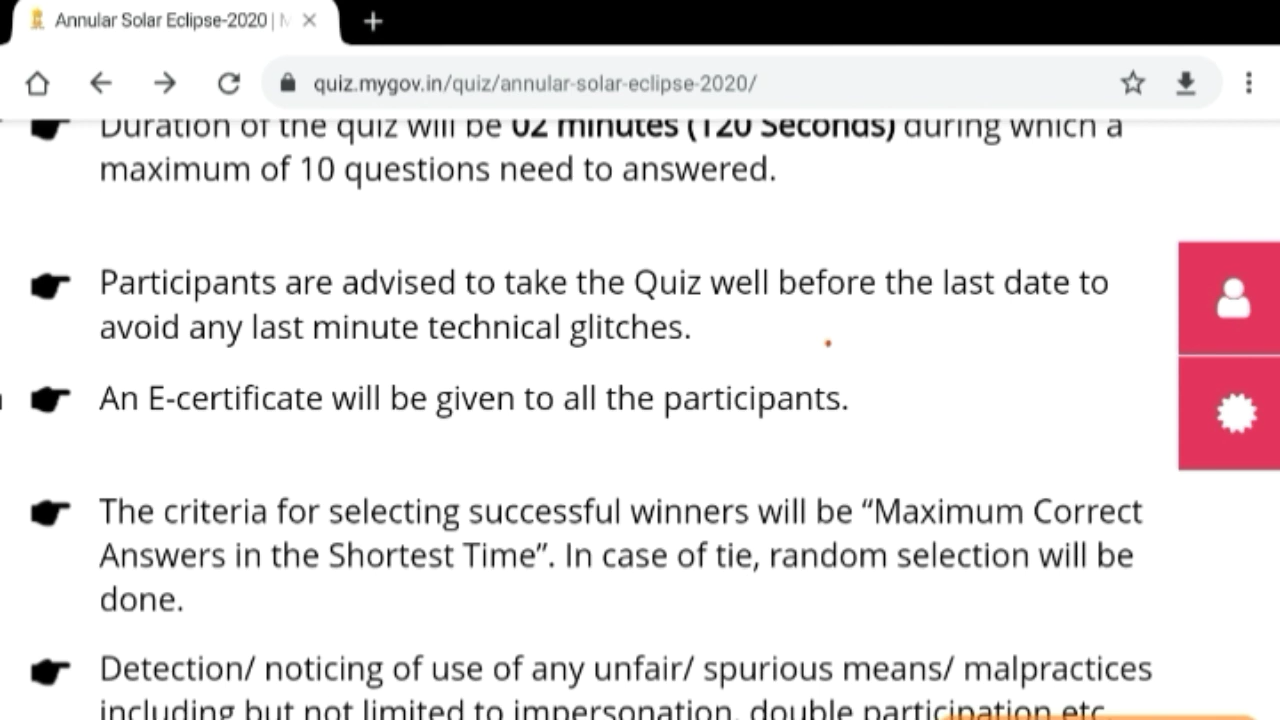 Annular Solar Eclipse-2020 | M
quiz.mygov.in/quiz/annular-solar-eclipse-2020/
Duration of the quiz will be 02 minutes (120 Seconds) during which a
maximum of 10 questions need to answered.
Participants are advised to take the Quiz well before the last date to
avoid any last minute technical glitches.
An E-certificate will be given to all the participants.
The criteria for selecting successful winners will be “Maximum Correct
Answers in the Shortest Time”. In case of tie, random selection will be
done.
Detection/ noticing of use of any unfair/ spurious means/ malpractices
including but not limited to impersonation, double participation etc